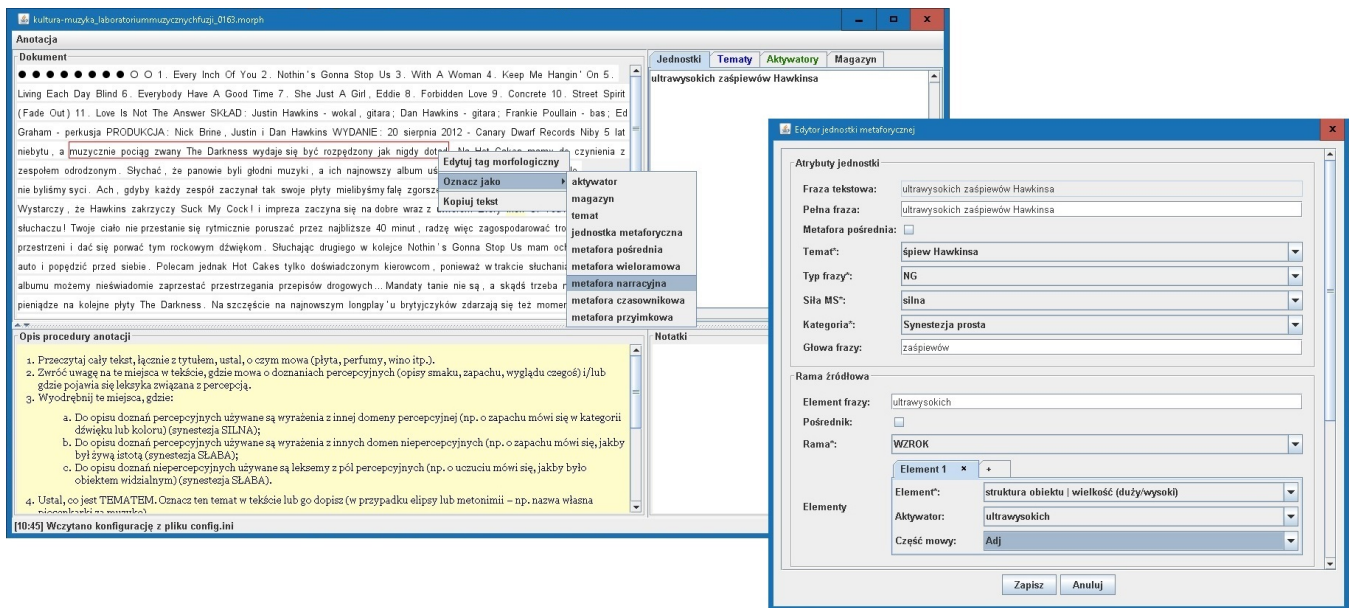 kultura-muzyka_laboratoriummuzycznychfuzji_0163.morph
Anotacja
Dokument
● ● ● ● ● ● ● ● ○ ○ 1 . Every Inch Of You 2 . Nothin's Gonna Stop Us 3 . With A Woman 4 . Keep Me Hangin' On 5 .
Living Each Day Blind 6 . Everybody Have A Good Time 7 . She Just A Girl , Eddie 8 . Forbidden Love 9 . Concrete 10 . Street Spirit
(Fade Out) 11 . Love Is Not The Answer SKŁAD : Justin Hawkins - wokal , gitara ; Dan Hawkins - gitara ; Frankie Poullain - bas ; Ed
Graham - perkusja PRODUKCJA : Nick Brine , Justin i Dan Hawkins WYDANIE : 20 sierpnia 2012 - Canary Dwarf Records Niby 5 lat
niebytu , a muzycznie pociąg zwany The Darkness wydaje się być rozpędzony jak nigdy dotąd . Na Hot Cakes mamy do czynienia z
zespołem odrodzonym . Słychać , że panowie byli głodni muzyki , a ich najnowszy album
nie byliśmy syci . Ach , gdyby każdy zespół zaczynał tak swoje płyty mielibyśmy falę
Wystarczy , że Hawkins zakrzyczy Suck My Cock ! i impreza zaczyna się na dobre wraz z
słuchaczu ! Twoje ciało nie przestanie się rytmicznie poruszać przez najbliższe 40 minut , radzę więc zagospodarować
przestrzeni i dać się porwać tym rockowym dźwiękom . Słuchając drugiego w kolejce Nothin's Gonna Stop Us mam
auto i popędzić przed siebie . Polecam jednak Hot Cakes tylko doświadczonym kierowcom , ponieważ w trakcie
albumu możemy nieświadomie zaprzestać przestrzegania przepisów drogowych ... Mandaty tanie nie są , a skądś trzeba
pieniądze na kolejne płyty The Darkness . Na szczęście na najnowszym longplay'u brytyjczyków zdarzają się też
Edytuj tag morfologiczny
Oznacz jako
Kopiuj tekst
aktywator
magazyn
temat
jednostka metaforyczna
metafora pośrednia
metafora wieloramowa
metafora narracyjna
metafora czasownikowa
metafora przyimkowa
Jednostki Tematy Aktywatory Magazyn
ultrawysokich zaśpiewów Hawkinsa
Opis procedury anotacji
1. Przeczytaj cały tekst, łącznie z tytułem, ustal, o czym mowa (płyta, perfumy, wino itp.).
2. Zwróć uwagę na te miejsca w tekście, gdzie mowa o doznaniach percepcyjnych (opisy smaku, zapachu, wyglądu czegoś) i/lub
gdzie pojawia się leksyka związana z percepcją.
3. Wyodrębnij te miejsca, gdzie:
a. Do opisu doznań percepcyjnych używane są wyrażenia z innej domeny percepcyjnej (np. o zapachu mówi się w kategorii
dźwięku lub koloru) (synestezja SILNA);
b. Do opisu doznań percepcyjnych używane są wyrażenia z innych domen niepercepcyjnych (np. o zapachu mówi się, jakby
był żywą istotą (synestezja SŁABA);
c. Do opisu doznań niepercepcyjnych używane są leksemy z pól percepcyjnych (np. o uczuciu mówi się, jakby było
obiektem widzialnym) (synestezja SŁABA).
4. Ustal, co jest TEMATEM. Oznacz ten temat w tekście lub go dopisz (w przypadku elipsy lub metonimii – np. nazwa własna
Notatki
[10:45] Wczytano konfigurację z pliku config.ini
Edytor jednostki metaforycznej
Atrybuty jednostki
Fraza tekstowa: ultrawysokich zaśpiewów Hawkinsa
Pełna fraza: ultrawysokich zaśpiewów Hawkinsa
Metafora pośrednia:
Temat*: śpiew Hawkinsa
Typ frazy*: NG
Siła MS*: silna
Kategoria*: Synestezja prosta
Głowa frazy: zaśpiewów
Rama źródłowa
Element frazy: ultrawysokich
Pośrednik:
Rama*: WZROK
Element 1 × +
Elementy
Element*: struktura obiektu | wielkość (duży/wysoki)
Aktywator: ultrawysokich
Część mowy: Adj
Zapisz Anuluj